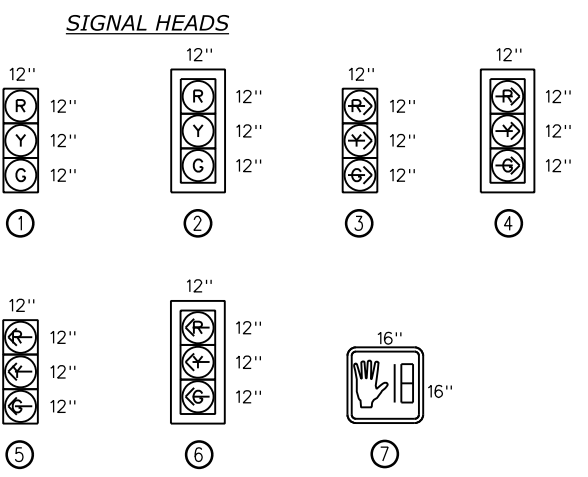 SIGNAL HEADS
12'' 12'' 12'' 12''
R 12'' R 12'' R 12'' R 12''
Y 12'' Y 12'' Y 12'' Y 12''
G 12'' G 12'' G 12'' G 12''
1 2 3 4
12'' 12''
R 12'' R 12'' 16''
Y 12'' Y 12''
G 12'' G 12'' 16''
5 6 7